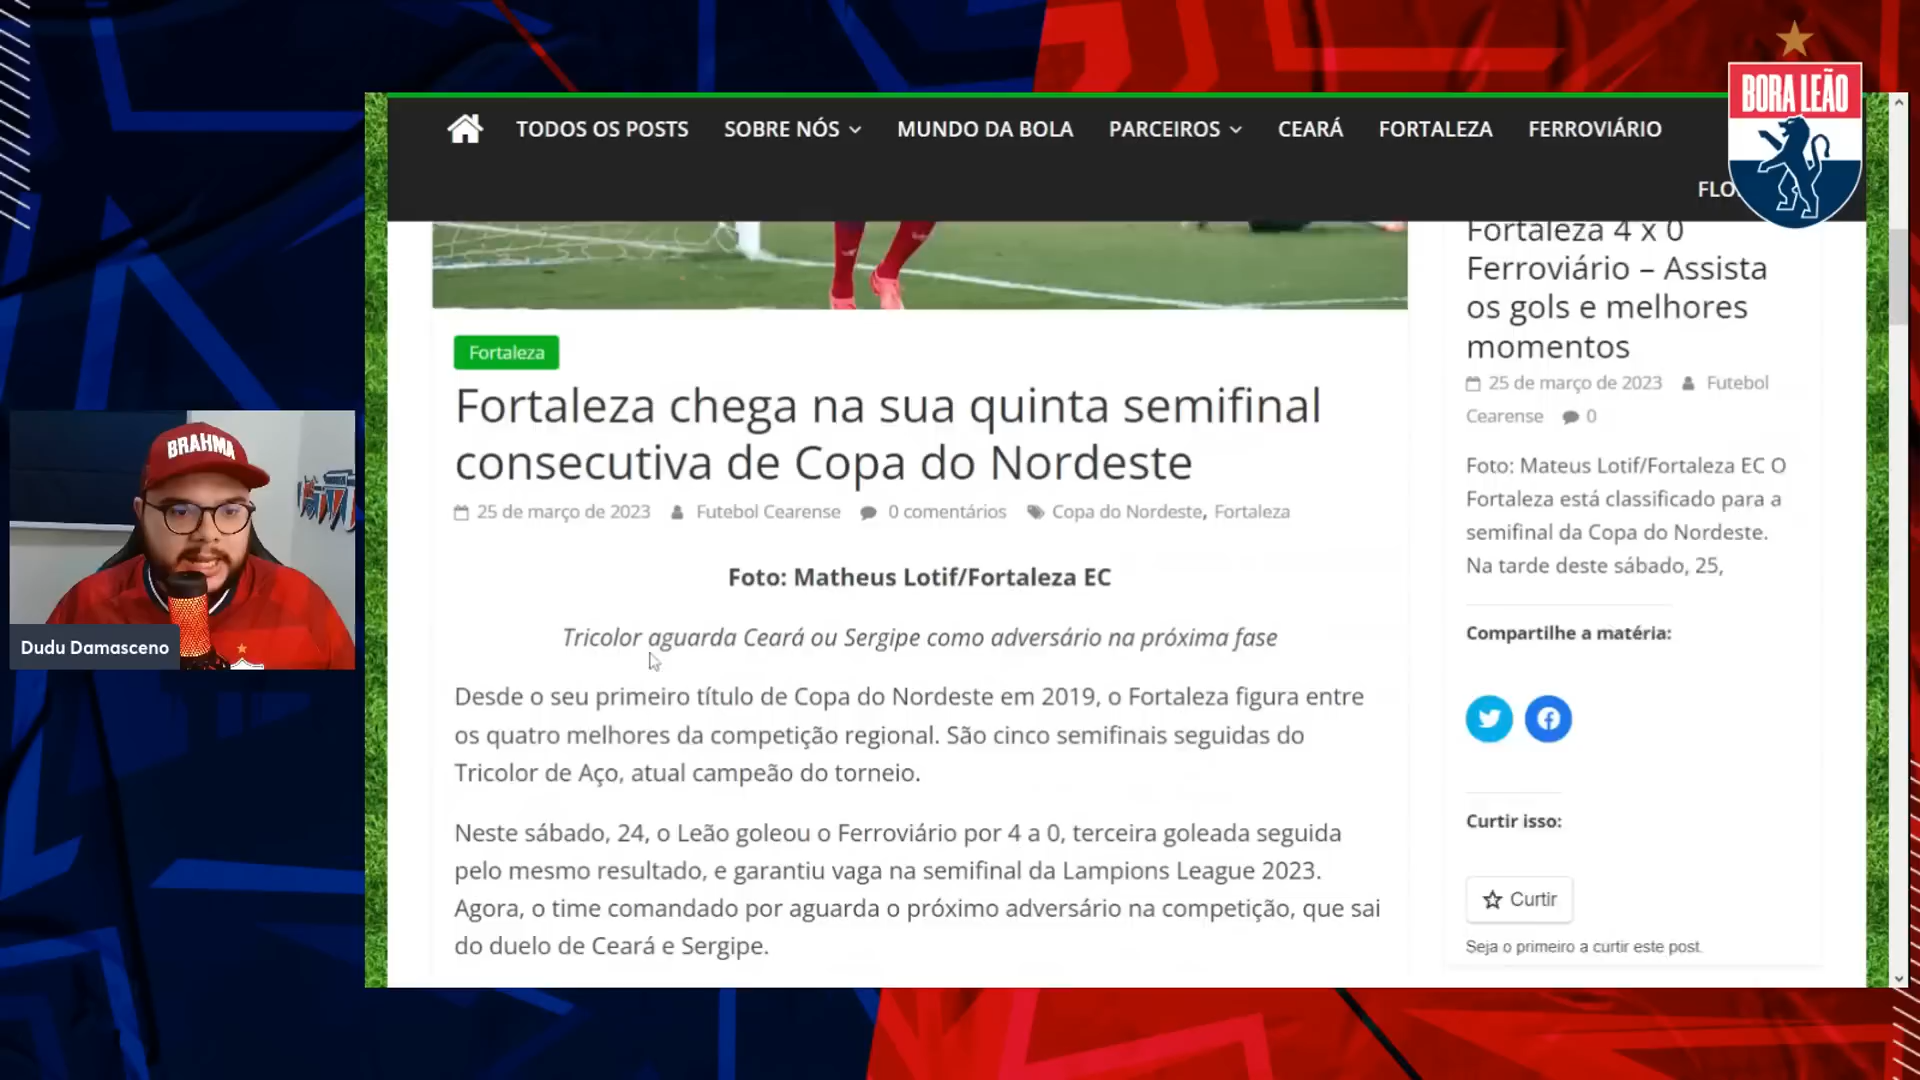 BORA LEÃO
TODOS OS POSTS SOBRE NÓS MUNDO DA BOLA PARCEIROS CEARÁ FORTALEZA FERROVIÁRIO
FLO
Fortaleza
Fortaleza chega na sua quinta semifinal
consecutiva de Copa do Nordeste
25 de março de 2023 Futebol Cearense 0 comentários Copa do Nordeste, Fortaleza
Foto: Matheus Lotif/Fortaleza EC
Tricolor aguarda Ceará ou Sergipe como adversário na próxima fase
Desde o seu primeiro título de Copa do Nordeste em 2019, o Fortaleza figura entre
os quatro melhores da competição regional. São cinco semifinais seguidas do
Tricolor de Aço, atual campeão do torneio.
Neste sábado, 24, o Leão goleou o Ferroviário por 4 a 0, terceira goleada seguida
pelo mesmo resultado, e garantiu vaga na semifinal da Lampions League 2023.
Agora, o time comandado por aguarda o próximo adversário na competição, que sai
do duelo de Ceará e Sergipe.
Fortaleza 4 x 0
Ferroviário – Assista
os gols e melhores
momentos
25 de março de 2023 Futebol
Cearense 0
Foto: Mateus Lotif/Fortaleza EC O
Fortaleza está classificado para a
semifinal da Copa do Nordeste.
Na tarde deste sábado, 25,
Compartilhe a matéria:
Curtir isso:
Curtir
Seja o primeiro a curtir este post.
BRAHMA
Dudu Damasceno